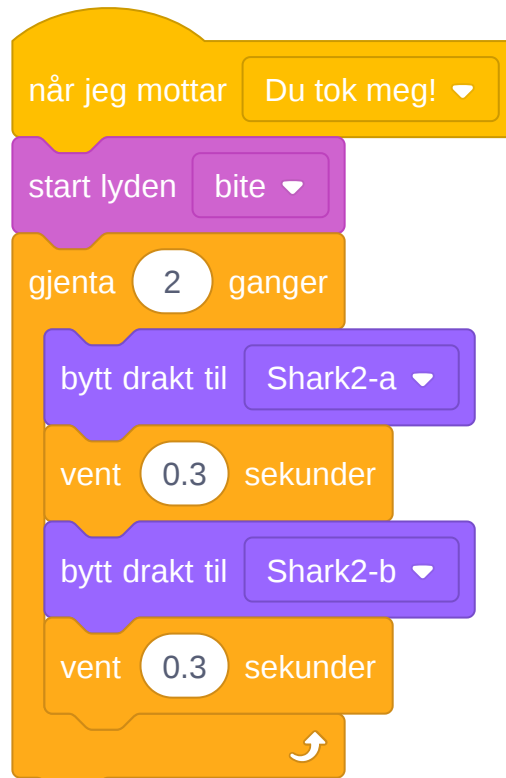 når jeg mottar Du tok meg!
start lyden bite
gjenta 2 ganger
bytt drakt til Shark2-a
vent 0.3 sekunder
bytt drakt til Shark2-b
vent 0.3 sekunder